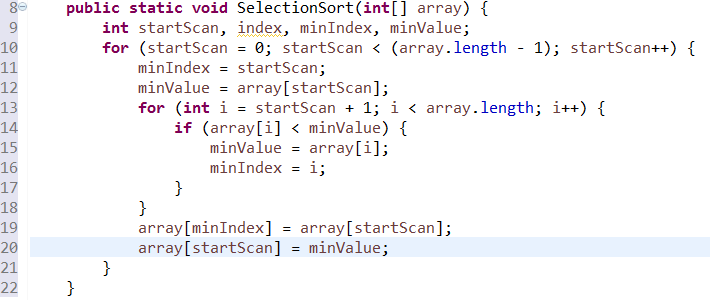 8 public static void SelectionSort(int[] array) {
9 int startScan, index, minIndex, minValue;
10 for (startScan = 0; startScan < (array.length - 1); startScan++) {
11 minIndex = startScan;
12 minValue = array[startScan];
13 for (int i = startScan + 1; i < array.length; i++) {
14 if (array[i] < minValue) {
15 minValue = array[i];
16 minIndex = i;
17 }
18 }
19 array[minIndex] = array[startScan];
20 array[startScan] = minValue;
21 }
22 }